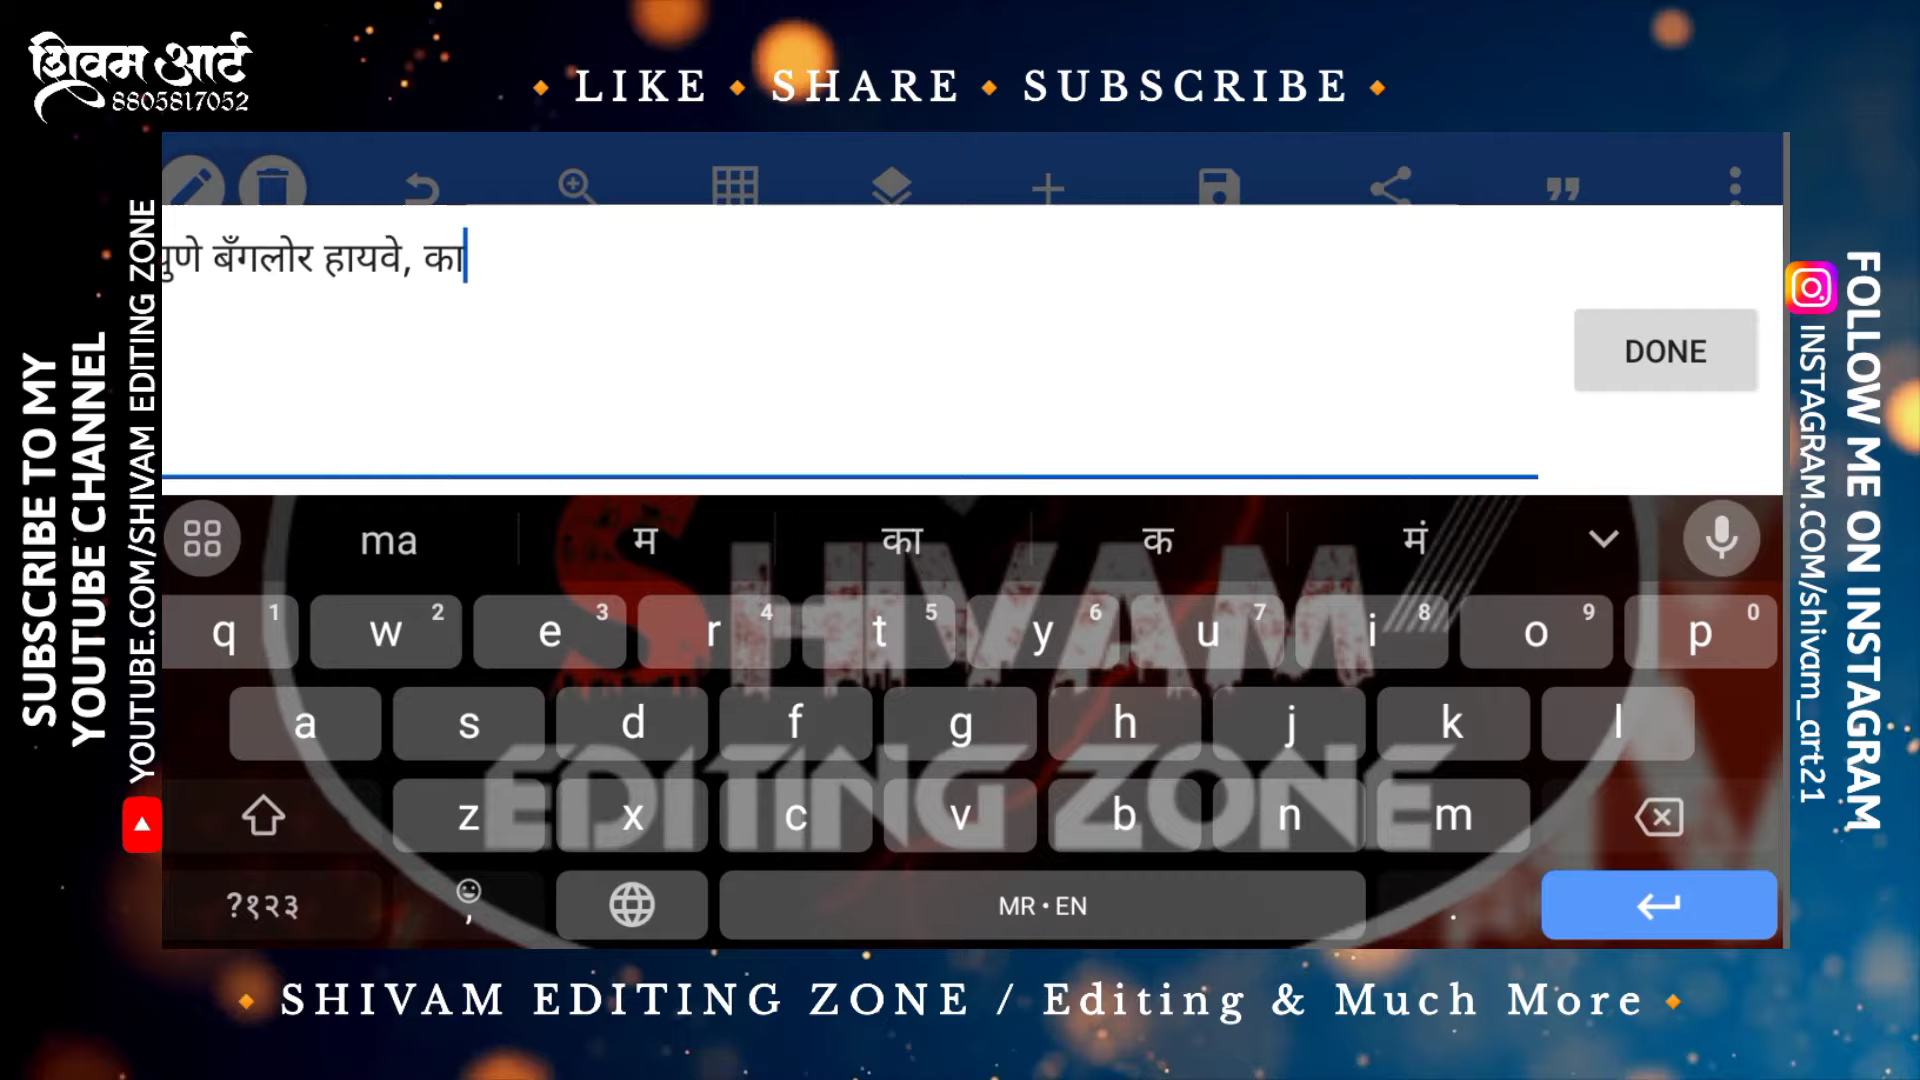 शिवम आर्ट
8805817052
LIKE SHARE SUBSCRIBE
SUBSCRIBE TO MY
YOUTUBE CHANNEL
YOUTUBE.COM/SHIVAM EDITING ZONE
पुणे बँगलोर हायवे, का
DONE
ma म का क मं
q 1 w 2 e 3 r 4 t 5 y 6 u 7 i 8 o 9 p 0
a s d f g h j k l
z x c v b n m
?१२३ , MR • EN .
SHIVAM
EDITING ZONE
FOLLOW ME ON INSTAGRAM
INSTAGRAM.COM/shivam_art21
SHIVAM EDITING ZONE / Editing & Much More